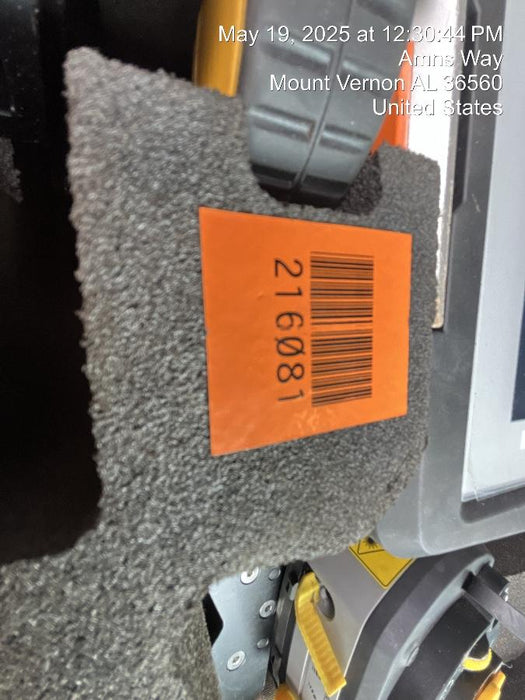 May 19, 2025 at 12:30:44 PM
Amns Way
Mount Vernon AL 36560
United States
216081